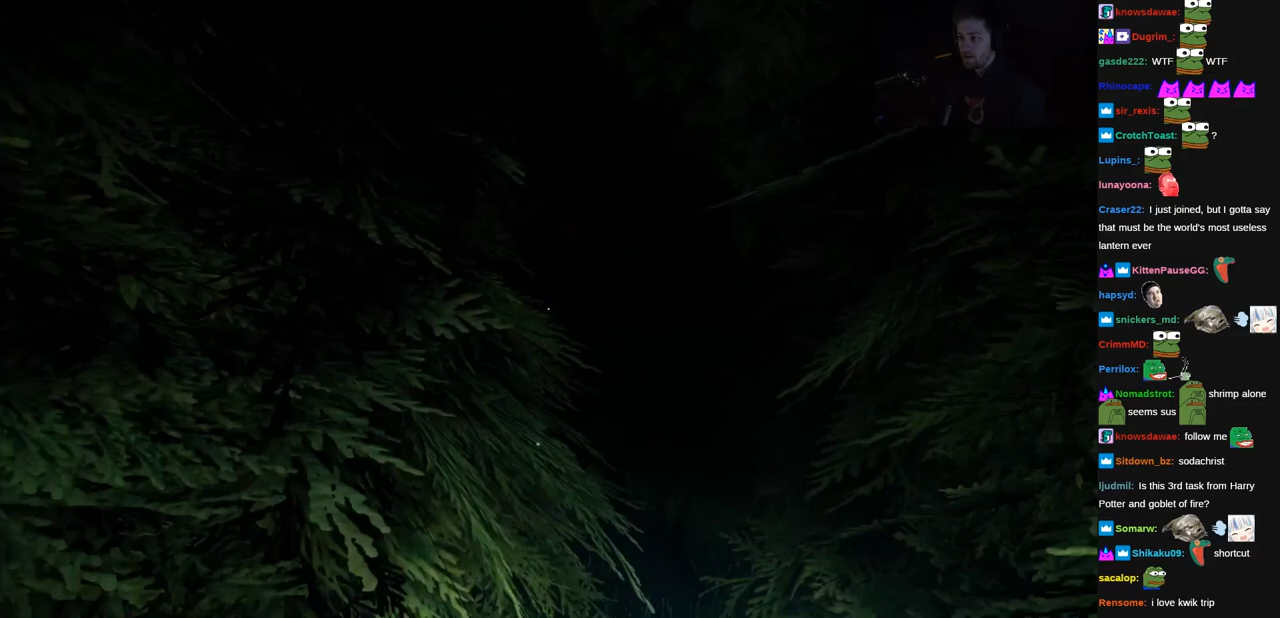 knowsdawae:
Dugrim_:
gasde222: WTF WTF
Rhinocape:
sir_rexis:
CrotchToast: ?
Lupins_:
lunayoona:
Craser22: I just joined, but I gotta say
that must be the world's most useless
lantern ever
KittenPauseGG:
hapsyd:
snickers_md:
CrimmMD:
Perrilox:
Nomadstrot: shrimp alone
seems sus
knowsdawae: follow me
Sitdown_bz: sodachrist
ljudmil: Is this 3rd task from Harry
Potter and goblet of fire?
Somarw:
Shikaku09: shortcut
sacalop:
Rensome: i love kwik trip